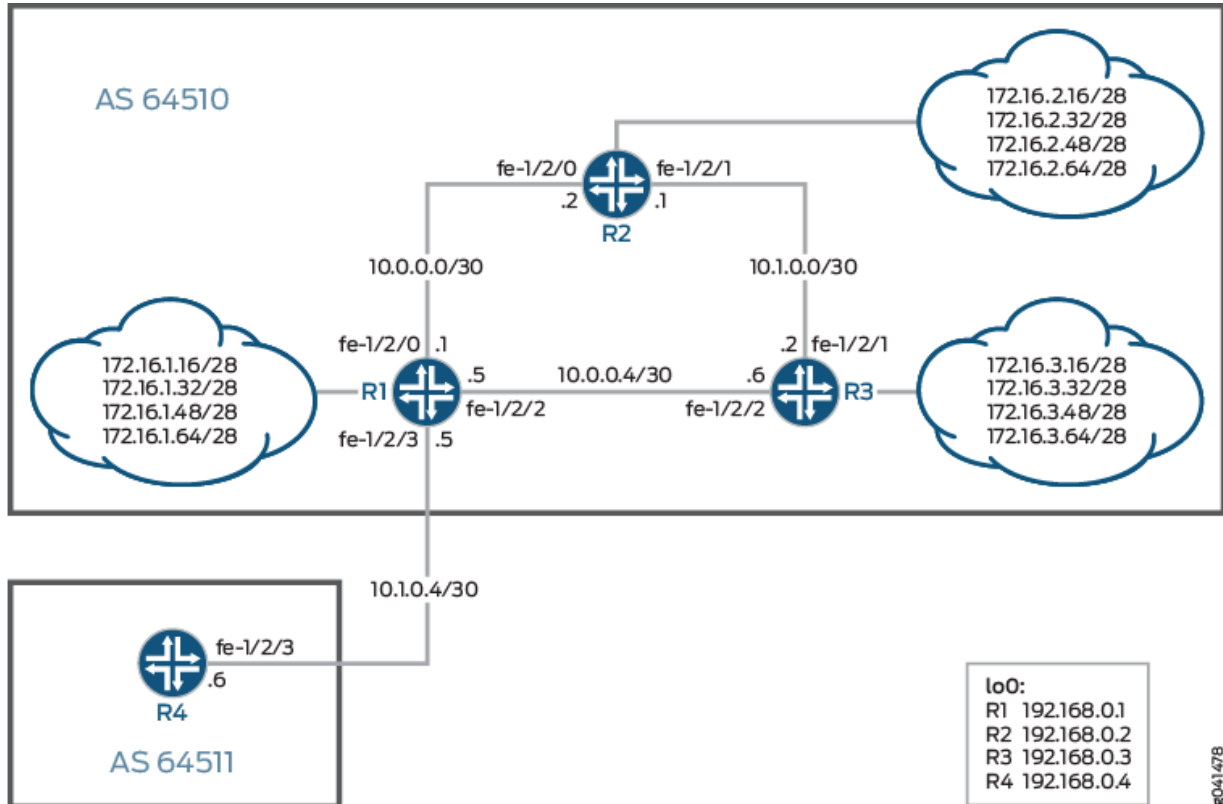 AS 64510
172.16.2.16/28
172.16.2.32/28
172.16.2.48/28
172.16.2.64/28
fe-1/2/0
fe-1/2/1
.2
.1
R2
10.0.0.0/30
10.1.0.0/30
fe-1/2/0 .1
.2 fe-1/2/1
172.16.1.16/28
172.16.1.32/28
172.16.1.48/28
172.16.1.64/28
R1
.5
10.0.0.4/30
.6
R3
fe-1/2/2
fe-1/2/2
fe-1/2/3 .5
172.16.3.16/28
172.16.3.32/28
172.16.3.48/28
172.16.3.64/28
10.1.0.4/30
fe-1/2/3
.6
R4
AS 64511
lo0:
R1 192.168.0.1
R2 192.168.0.2
R3 192.168.0.3
R4 192.168.0.4
g041478